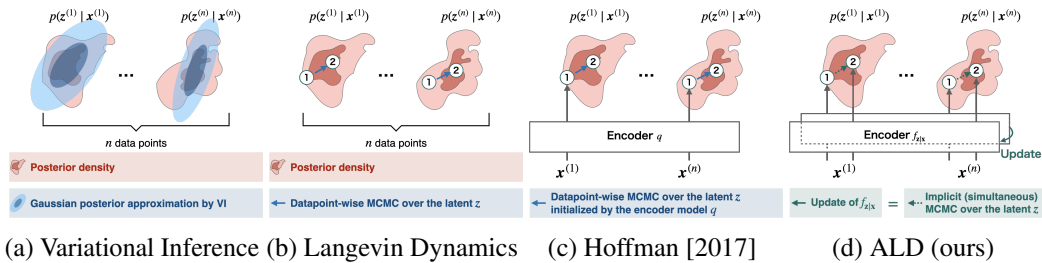 p(z⁽¹⁾ | x⁽¹⁾)
p(z⁽ⁿ⁾ | x⁽ⁿ⁾)
...
n data points
Posterior density
Gaussian posterior approximation by VI
(a) Variational Inference
p(z⁽¹⁾ | x⁽¹⁾)
p(z⁽ⁿ⁾ | x⁽ⁿ⁾)
1 2
...
1 2
n data points
Posterior density
Datapoint-wise MCMC over the latent z
(b) Langevin Dynamics
p(z⁽¹⁾ | x⁽¹⁾)
p(z⁽ⁿ⁾ | x⁽ⁿ⁾)
1 2
...
1 2
Encoder q
x⁽¹⁾
x⁽ⁿ⁾
Datapoint-wise MCMC over the latent z
initialized by the encoder model q
(c) Hoffman [2017]
p(z⁽¹⁾ | x⁽¹⁾)
p(z⁽ⁿ⁾ | x⁽ⁿ⁾)
1 2
...
1 2
Encoder f_z|x
Update
x⁽¹⁾
x⁽ⁿ⁾
Update of f_z|x
=
Implicit (simultaneous)
MCMC over the latent z
(d) ALD (ours)